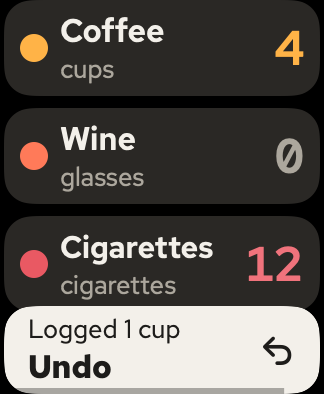 Coffee
cups
4
Wine
glasses
0
Cigarettes
cigarettes
12
Logged 1 cup
Undo